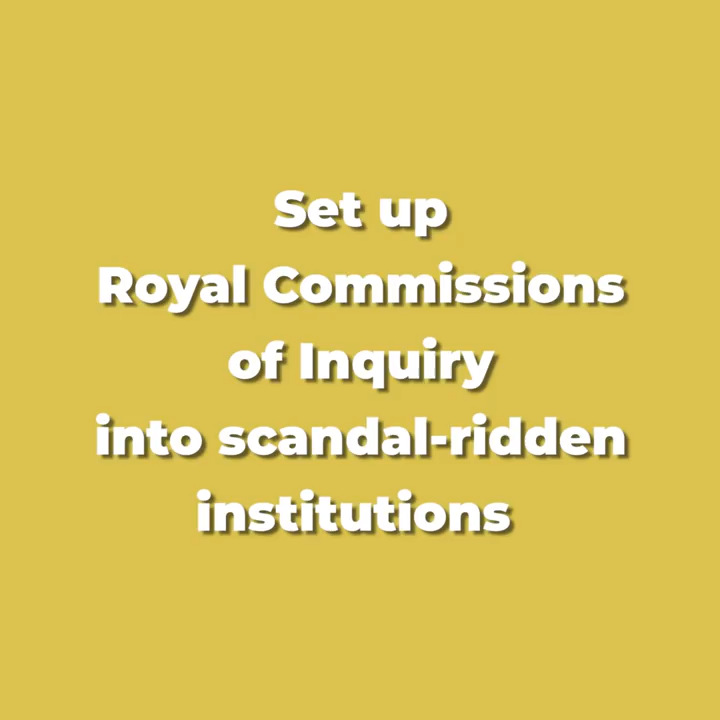 Set up
Royal Commissions
of Inquiry
into scandal-ridden
institutions